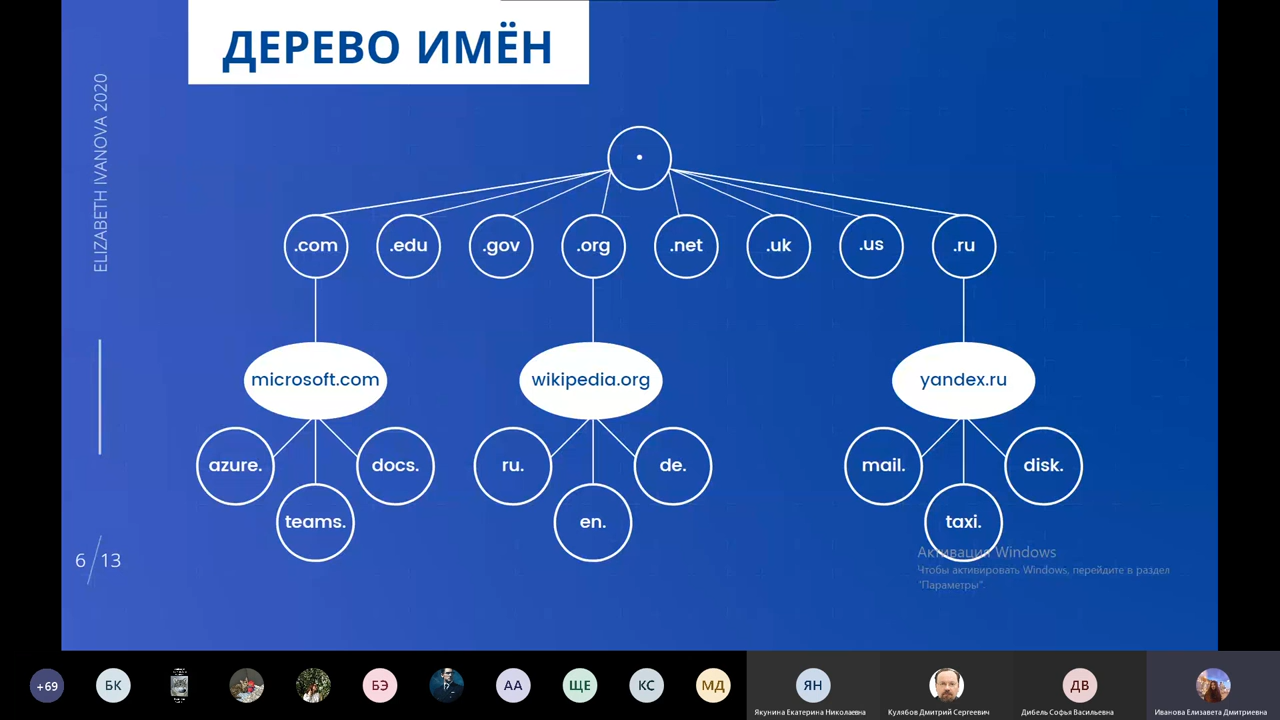 ДЕРЕВО ИМЁН
ELIZABETH IVANOVA 2020
.
.com .edu .gov .org .net .uk .us .ru
microsoft.com wikipedia.org yandex.ru
azure. docs. ru. de. mail. disk.
teams. en. taxi.
6/13
Активация Windows
Чтобы активировать Windows, перейдите в раздел
"Параметры".
+69 БК БЭ АА ЩЕ КС МД ЯН ДВ
Якунина Екатерина Николаевна Кулябов Дмитрий Сергеевич Дибель Софья Васильевна Иванова Елизавета Дмитриевна